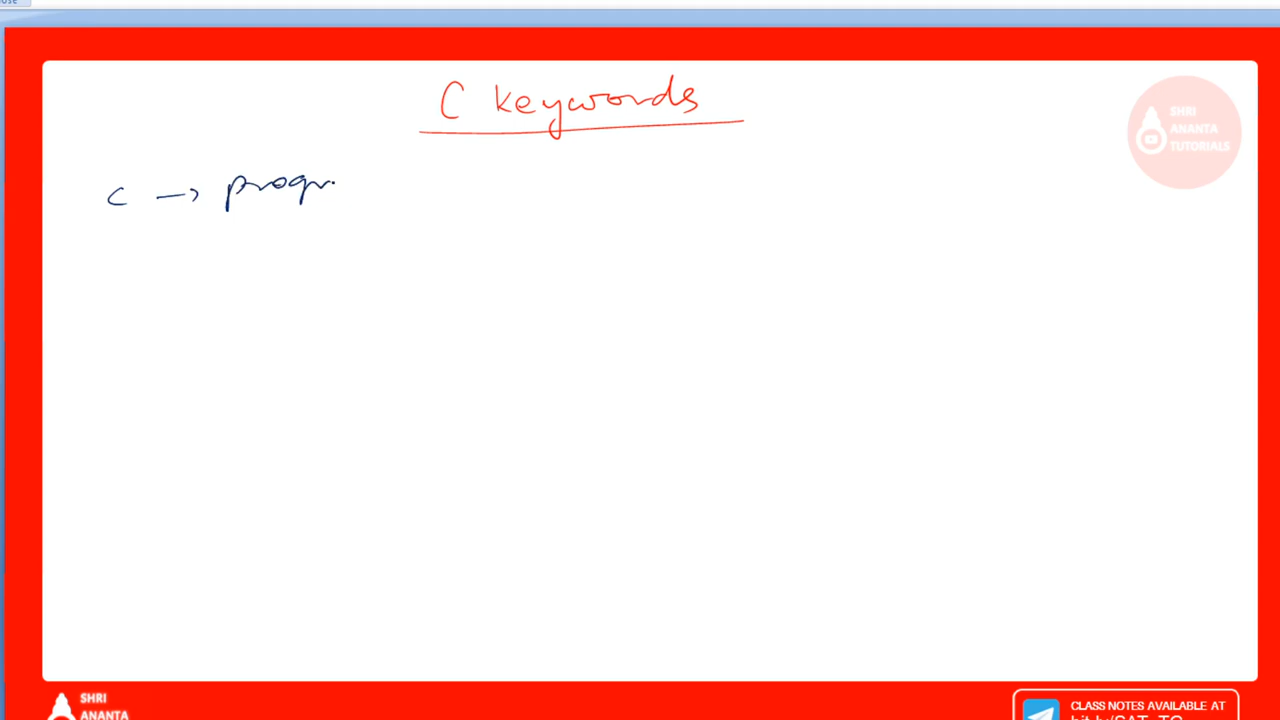 C keywords
SHRI
ANANTA
TUTORIALS
c → progr
SHRI
ANANTA
CLASS NOTES AVAILABLE AT